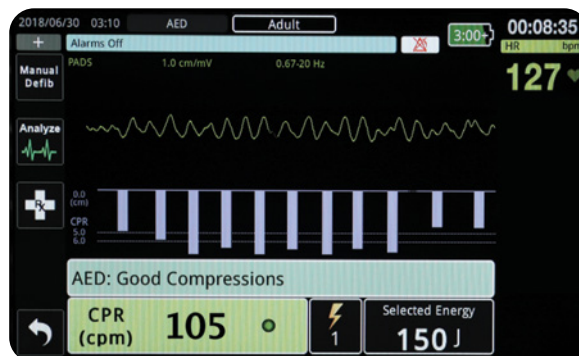 2018/06/30 03:10 AED Adult 3:00+ 00:08:35
+ Alarms Off HR bpm
Manual Defib PADS 1.0 cm/mV 0.67-20 Hz 127
Analyze
Rx
0.0
(cm)
CPR
5.0
6.0
AED: Good Compressions
CPR (cpm) 105 1 Selected Energy 150 J